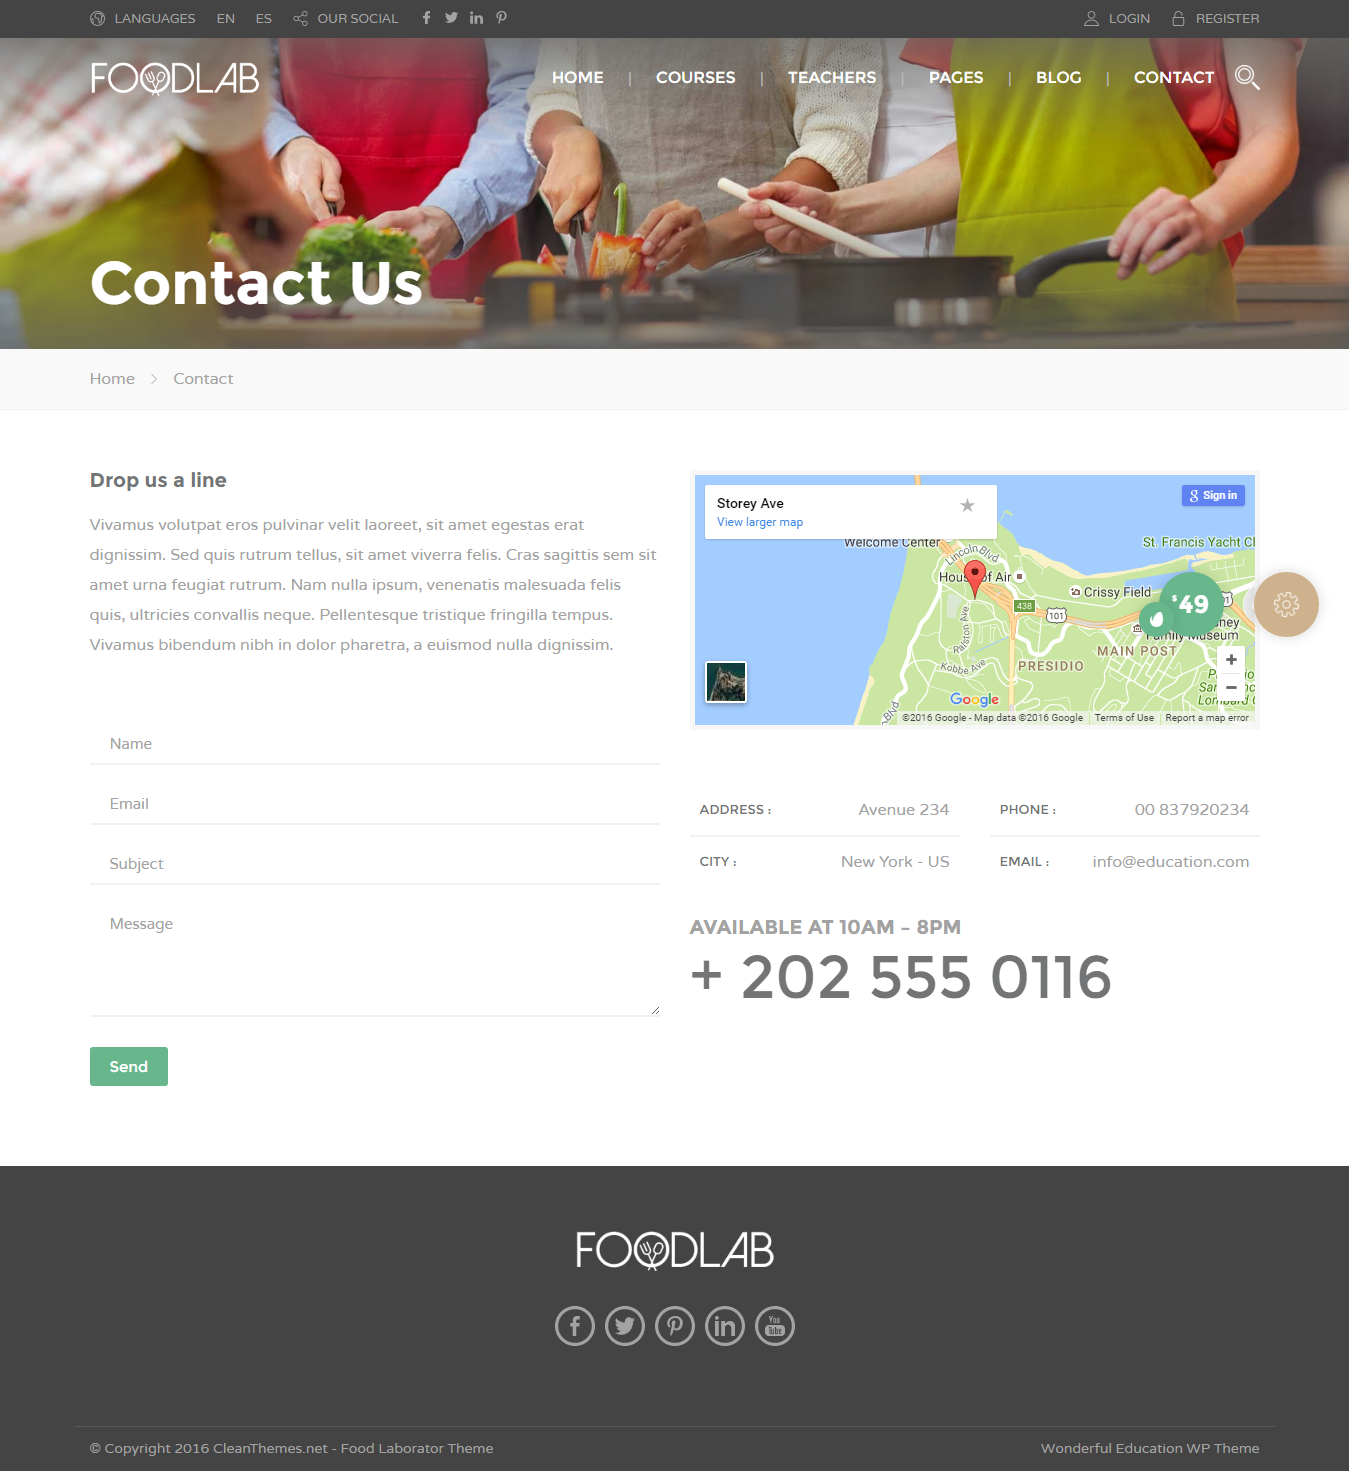 LANGUAGES EN ES OUR SOCIAL LOGIN REGISTER
FOODLAB HOME | COURSES | TEACHERS | PAGES | BLOG | CONTACT
Contact Us
Home Contact
Drop us a line
Vivamus volutpat eros pulvinar velit laoreet, sit amet egestas erat
dignissim. Sed quis rutrum tellus, sit amet viverra felis. Cras sagittis sem sit
amet urna feugiat rutrum. Nam nulla ipsum, venenatis malesuada felis
quis, ultricies convallis neque. Pellentesque tristique fringilla tempus.
Vivamus bibendum nibh in dolor pharetra, a euismod nulla dignissim.
Name
Email
Subject
Message
Send
Storey Ave
View larger map
Sign in
Welcome Center
St. Francis Yacht Cl
Lincoln Blvd
House of Air
Crissy Field
438
101
$49
Family Museum
Ralston Ave
MAIN POST
Kobbe Ave
PRESIDIO
Blvd
Google
©2016 Google - Map data ©2016 Google Terms of Use Report a map error
ADDRESS : Avenue 234
PHONE : 00 837920234
CITY : New York - US
EMAIL : info@education.com
AVAILABLE AT 10AM – 8PM
+ 202 555 0116
FOODLAB
You
Tube
© Copyright 2016 CleanThemes.net - Food Laborator Theme
Wonderful Education WP Theme